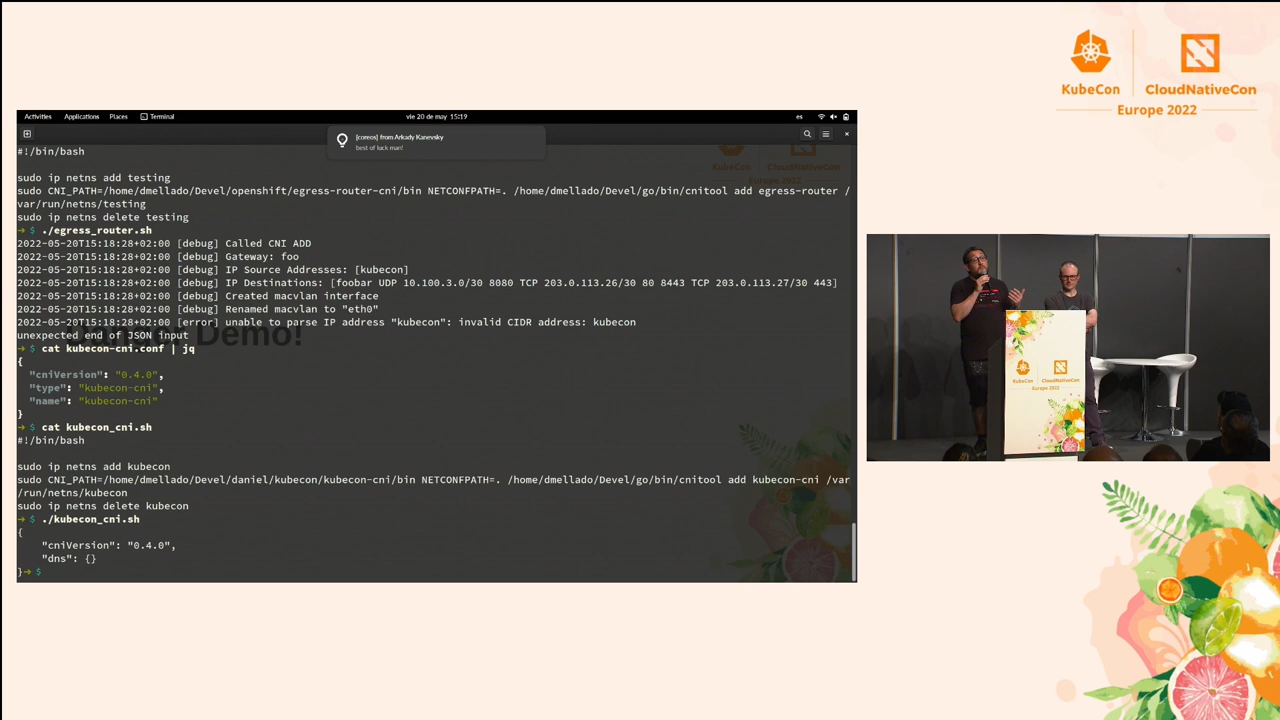 KubeCon
CloudNativeCon
Europe 2022
Activities Applications Places Terminal vie 20 de may 15:19 es
[coreos] from Arkady Kanevsky
best of luck man!
#!/bin/bash
sudo ip netns add testing
sudo CNI_PATH=/home/dmellado/Devel/openshift/egress-router-cni/bin NETCONFPATH=. /home/dmellado/Devel/go/bin/cnitool add egress-router /
var/run/netns/testing
sudo ip netns delete testing
→ $ ./egress_router.sh
2022-05-20T15:18:28+02:00 [debug] Called CNI ADD
2022-05-20T15:18:28+02:00 [debug] Gateway: foo
2022-05-20T15:18:28+02:00 [debug] IP Source Addresses: [kubecon]
2022-05-20T15:18:28+02:00 [debug] IP Destinations: [foobar UDP 10.100.3.0/30 8080 TCP 203.0.113.26/30 80 8443 TCP 203.0.113.27/30 443]
2022-05-20T15:18:28+02:00 [debug] Created macvlan interface
2022-05-20T15:18:28+02:00 [debug] Renamed macvlan to "eth0"
2022-05-20T15:18:28+02:00 [error] unable to parse IP address "kubecon": invalid CIDR address: kubecon
unexpected end of JSON input
Demo!
→ $ cat kubecon-cni.conf | jq
{
"cniVersion": "0.4.0",
"type": "kubecon-cni",
"name": "kubecon-cni"
}
→ $ cat kubecon_cni.sh
#!/bin/bash
sudo ip netns add kubecon
sudo CNI_PATH=/home/dmellado/Devel/daniel/kubecon/kubecon-cni/bin NETCONFPATH=. /home/dmellado/Devel/go/bin/cnitool add kubecon-cni /var
/run/netns/kubecon
sudo ip netns delete kubecon
→ $ ./kubecon_cni.sh
{
"cniVersion": "0.4.0",
"dns": {}
}→ $
KubeCon
CloudNativeCon
Europe 2022